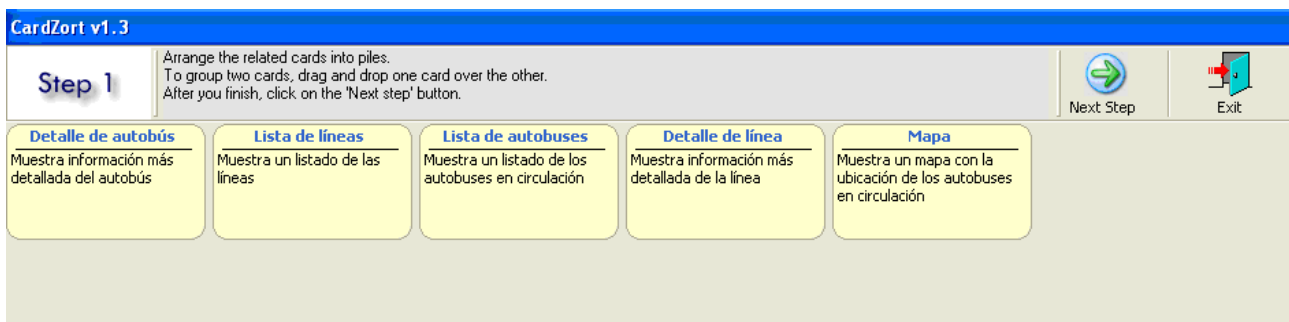 CardZort v1.3
Step 1
Arrange the related cards into piles.
To group two cards, drag and drop one card over the other.
After you finish, click on the 'Next step' button.
Next Step
Exit
Detalle de autobús
Muestra información más
detallada del autobús
Lista de líneas
Muestra un listado de las
líneas
Lista de autobuses
Muestra un listado de los
autobuses en circulación
Detalle de línea
Muestra información más
detallada de la línea
Mapa
Muestra un mapa con la
ubicación de los autobuses
en circulación